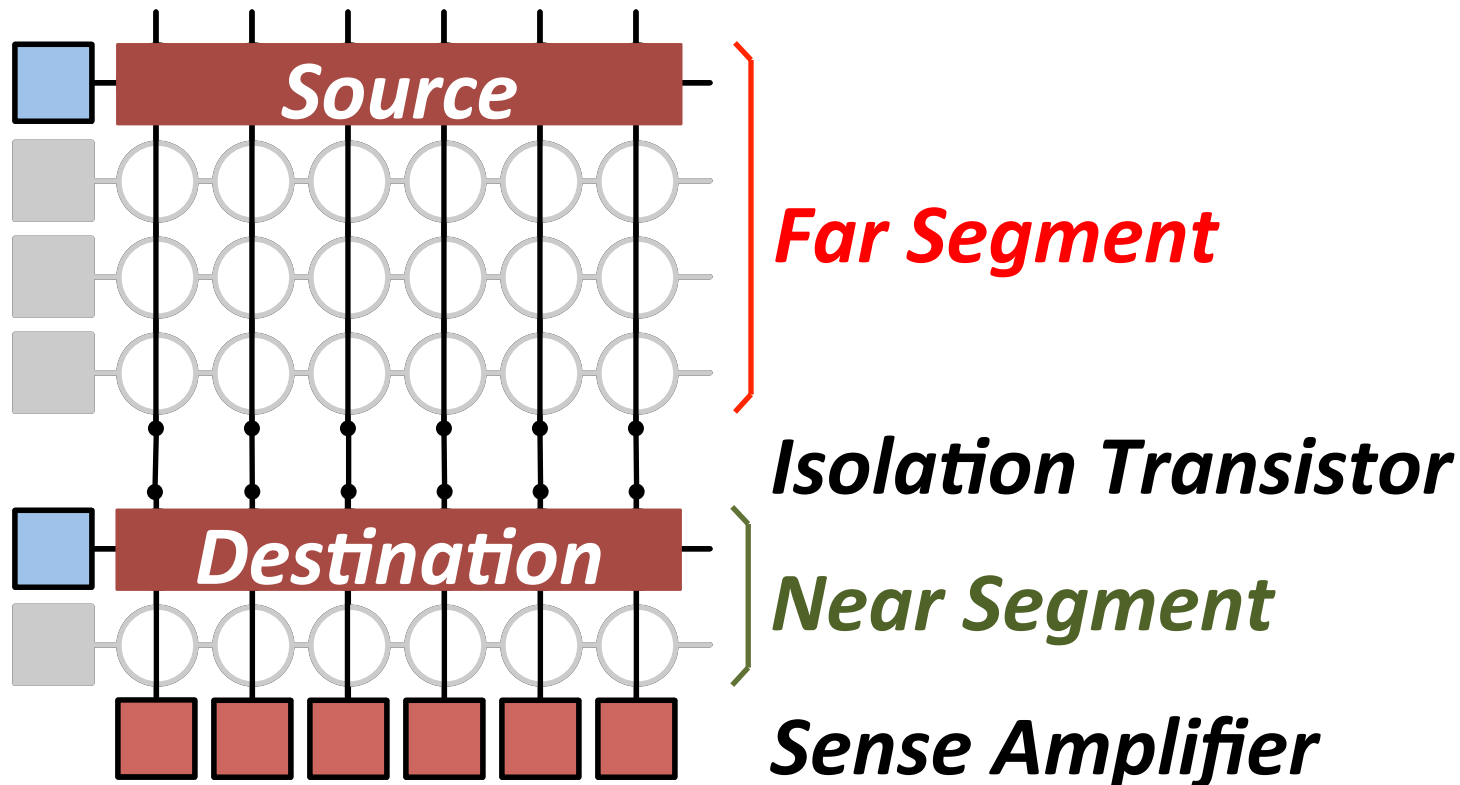 Source
Far Segment
Isolation Transistor
Destination
Near Segment
Sense Amplifier